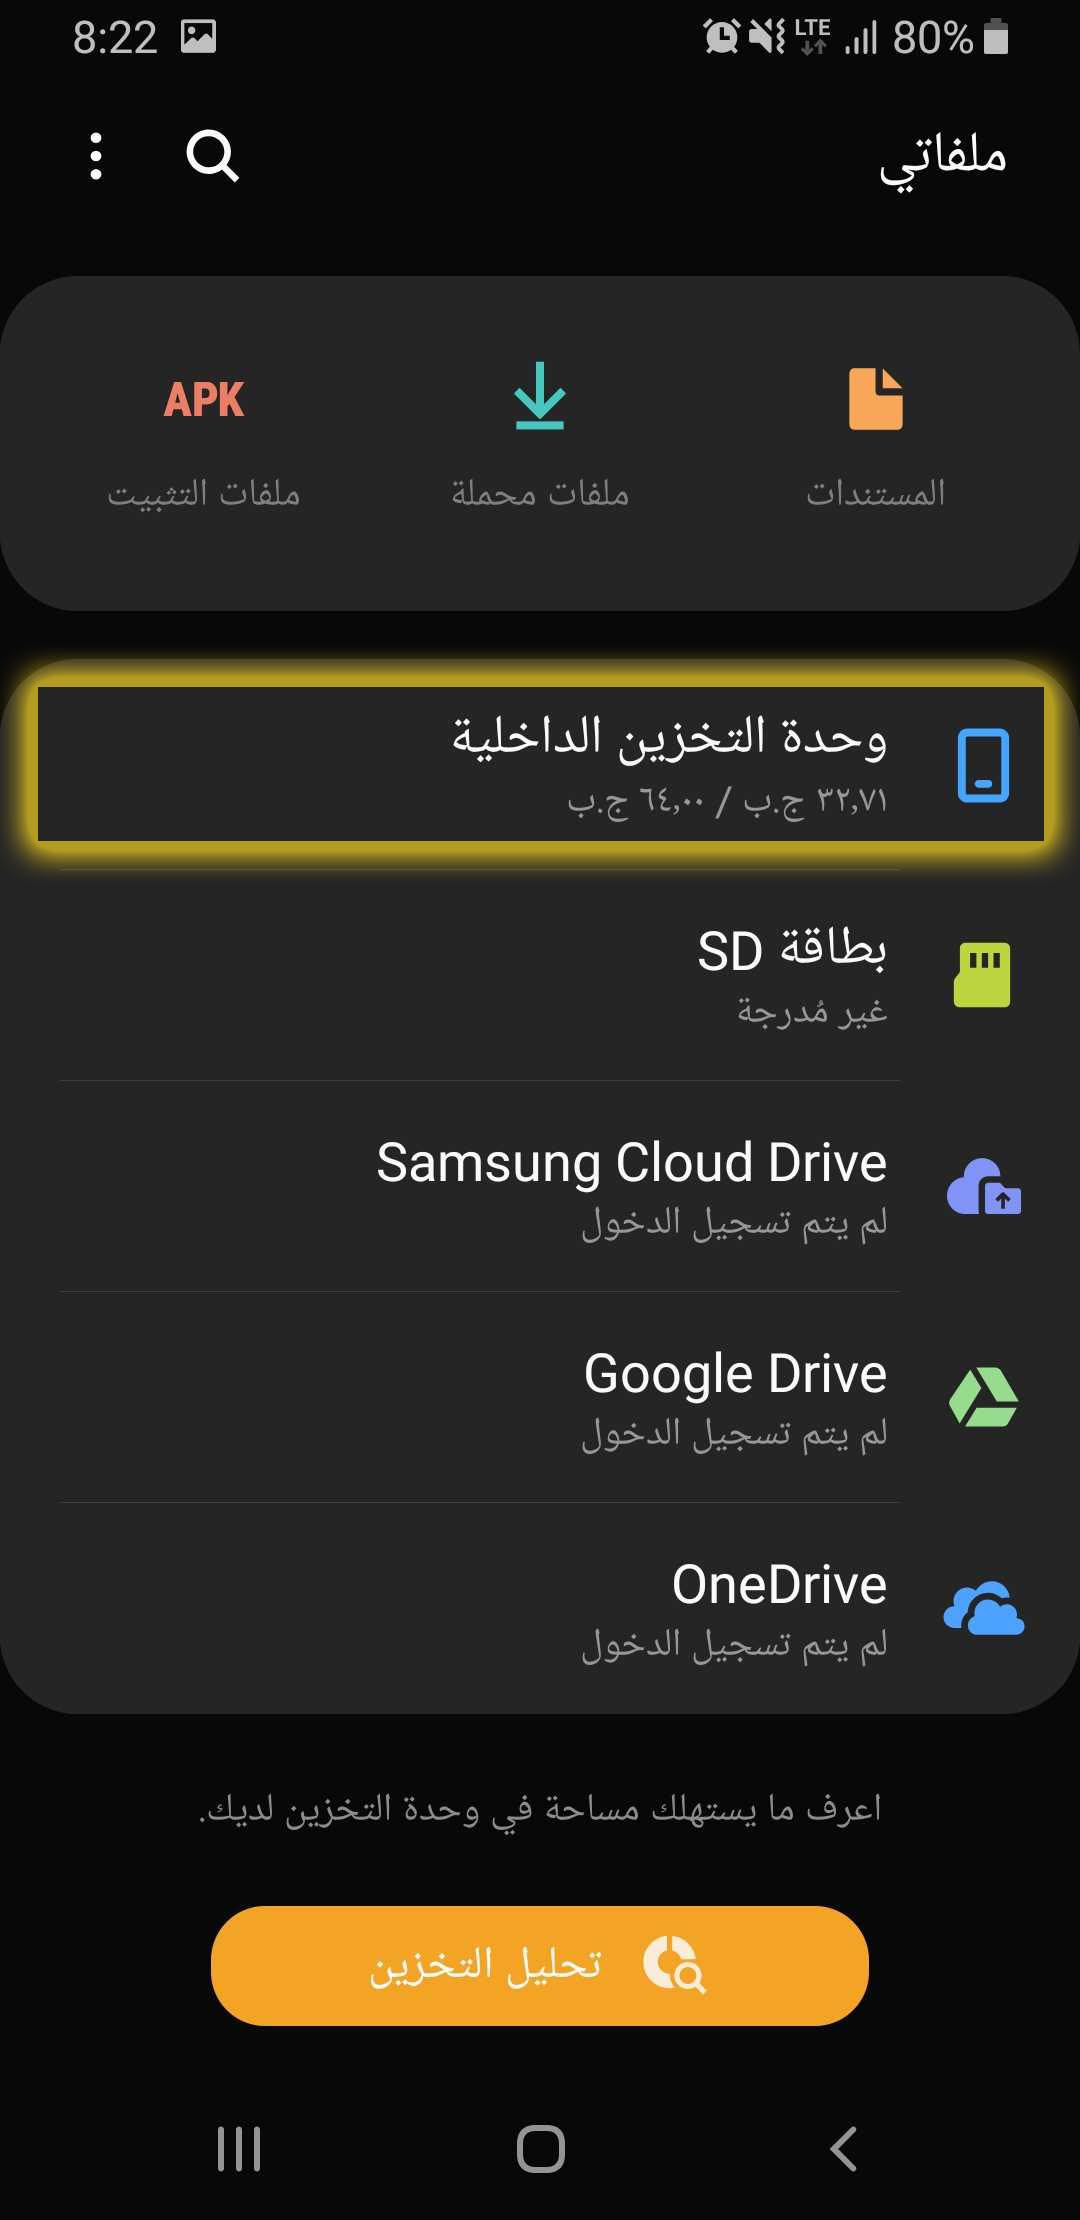 8:22
LTE 80%
ملفاتي
APK
المستندات
ملفات محملة
ملفات التثبيت
وحدة التخزين الداخلية
٣٢,٧١ ج.ب / ٦٤,٠٠ ج.ب
بطاقة SD
غير مُدرجة
Samsung Cloud Drive
لم يتم تسجيل الدخول
Google Drive
لم يتم تسجيل الدخول
OneDrive
لم يتم تسجيل الدخول
اعرف ما يستهلك مساحة في وحدة التخزين لديك.
تحليل التخزين